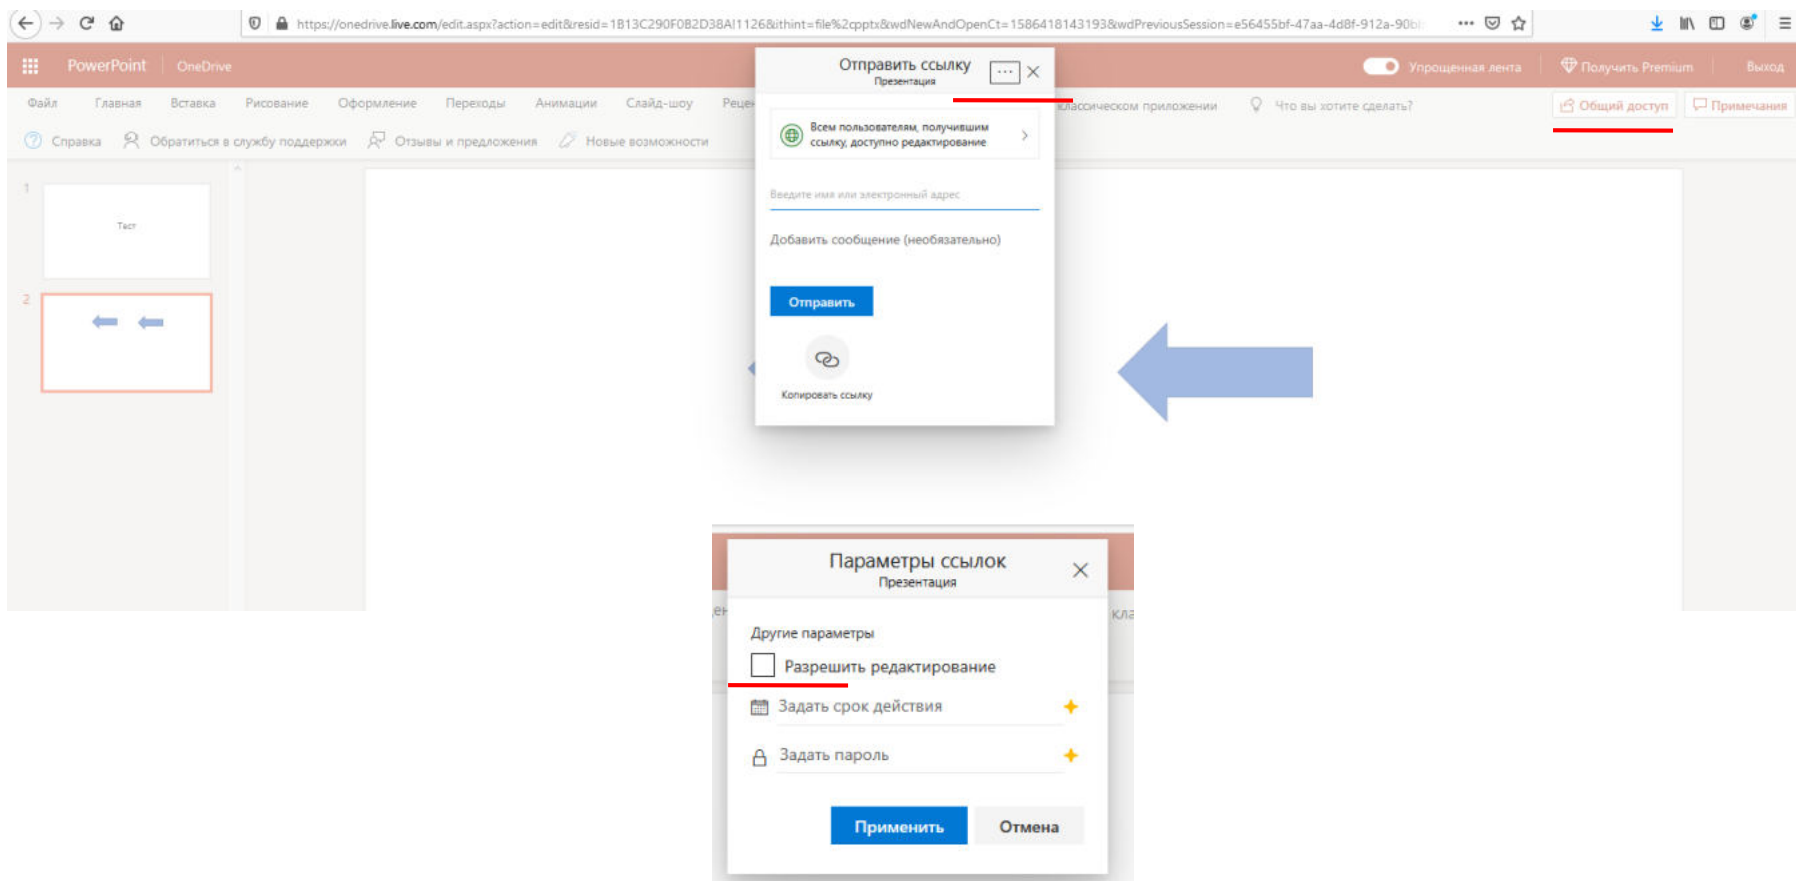 https://onedrive.live.com/edit.aspx?action=edit&resid=1B13C290F0B2D38A!1126&ithint=file%2cpptx&wdNewAndOpenCt=1586418143193&wdPreviousSession=e56455bf-47aa-4d8f-912a-90b
PowerPoint OneDrive
Упрощенная лента Получить Premium Выход
Файл Главная Вставка Рисование Оформление Переходы Анимации Слайд-шоу Рецен классическом приложении Что вы хотите сделать? Общий доступ Примечания
Справка Обратиться в службу поддержки Отзывы и предложения Новые возможности
1
Тест
2
Отправить ссылку
Презентация
Всем пользователям, получившим
ссылку, доступно редактирование
Введите имя или электронный адрес
Добавить сообщение (необязательно)
Отправить
Копировать ссылку
Параметры ссылок
Презентация
кла
Другие параметры
Разрешить редактирование
Задать срок действия
Задать пароль
Применить Отмена